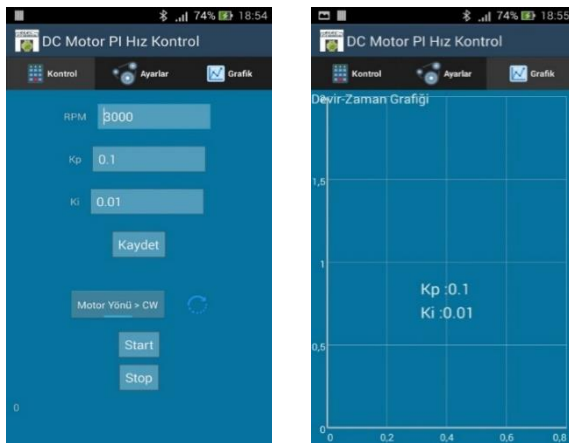 74% 18:54
DC Motor PI Hız Kontrol
Kontrol Ayarlar Grafik
RPM 3000
Kp 0.1
Ki 0.01
Kaydet
Motor Yönü > CW
Start
Stop
0
74% 18:55
DC Motor PI Hız Kontrol
Kontrol Ayarlar Grafik
Devir-Zaman Grafiği
1,5
1
Kp :0.1
Ki :0.01
0,5
0
0 0,2 0,4 0,6 0,8